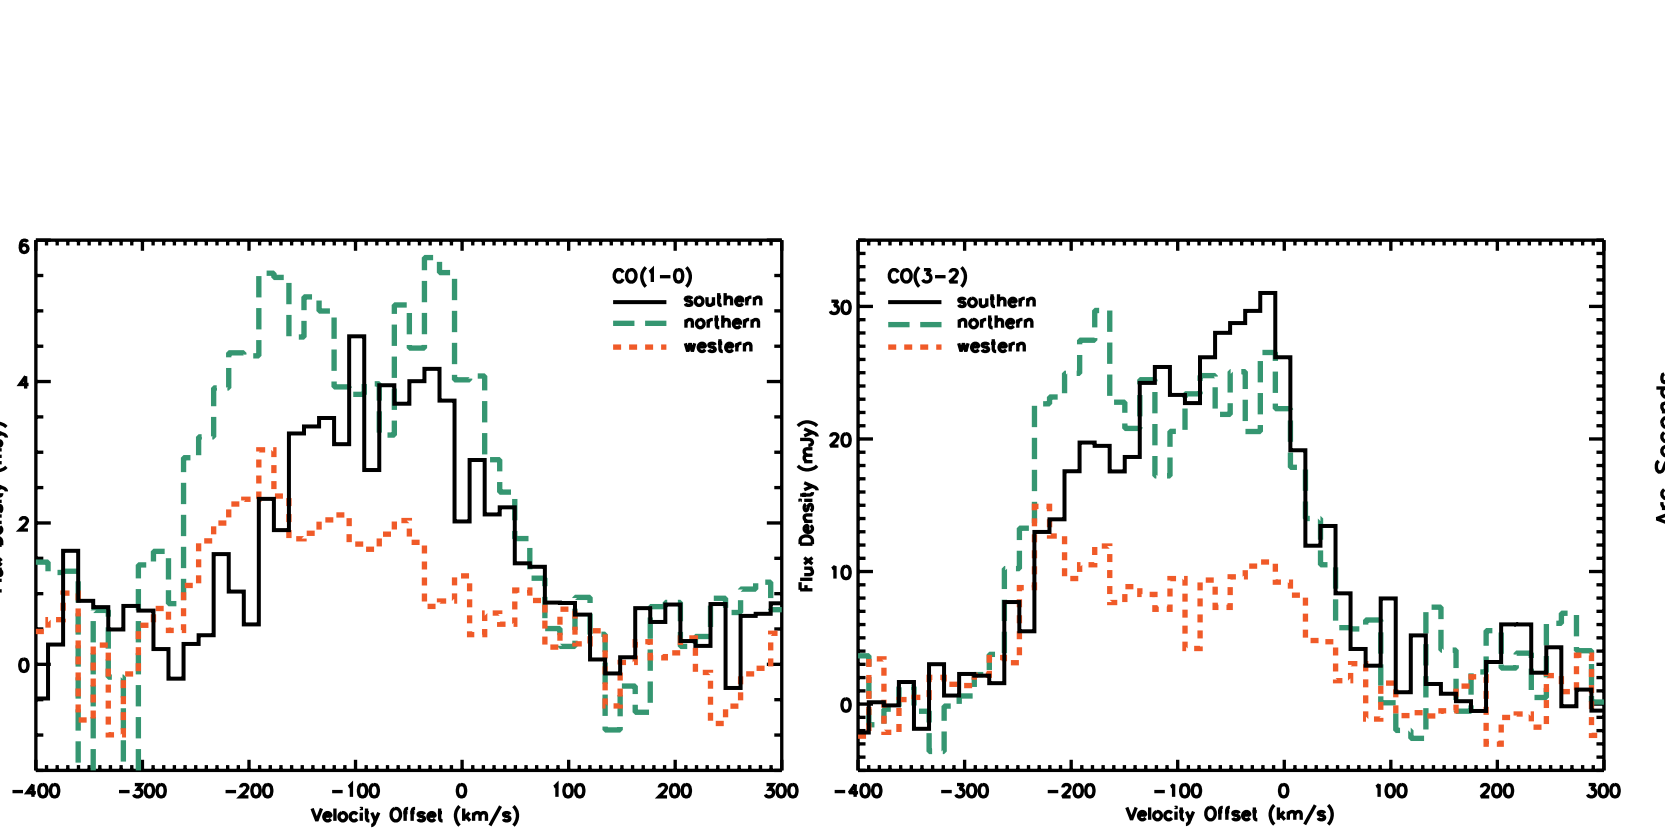 6
4
2
0
-400 -300 -200 -100 0 100 200 300
Velocity Offset (km/s)
CO(1-0)
southern
northern
western
Flux Density (mJy)
30
20
10
0
-400 -300 -200 -100 0 100 200 300
Velocity Offset (km/s)
CO(3-2)
southern
northern
western